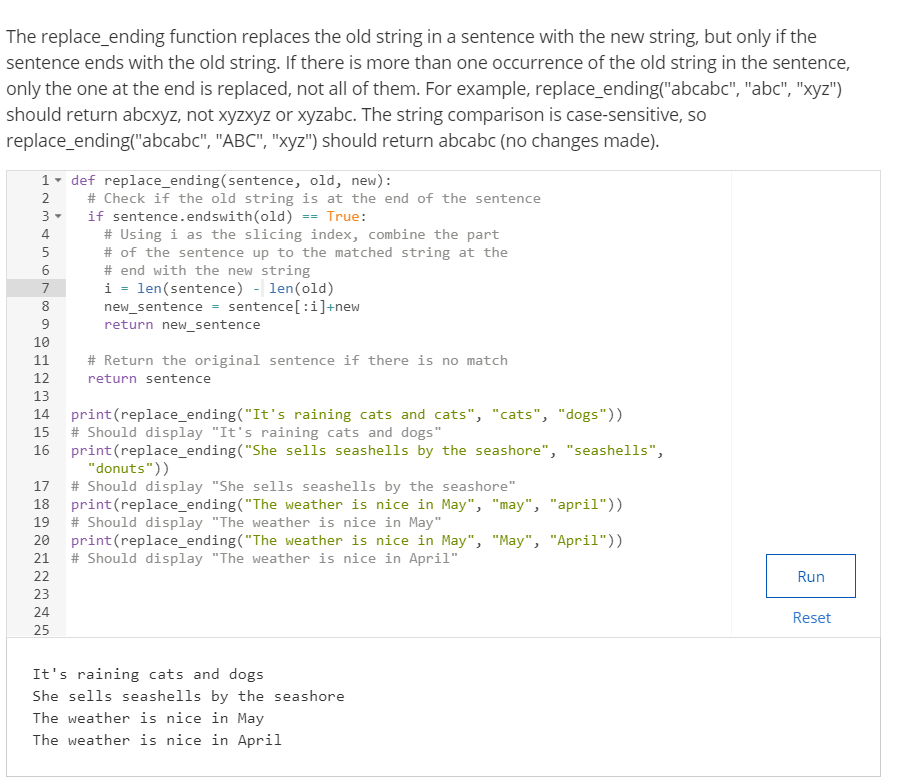 The replace_ending function replaces the old string in a sentence with the new string, but only if the
sentence ends with the old string. If there is more than one occurrence of the old string in the sentence,
only the one at the end is replaced, not all of them. For example, replace_ending("abcabc", "abc", "xyz")
should return abcxyz, not xyzxyz or xyzabc. The string comparison is case-sensitive, so
replace_ending("abcabc", "ABC", "xyz") should return abcabc (no changes made).
1 def replace_ending(sentence, old, new):
2   # Check if the old string is at the end of the sentence
3   if sentence.endswith(old) == True:
4     # Using i as the slicing index, combine the part
5     # of the sentence up to the matched string at the
6     # end with the new string
7     i = len(sentence) - len(old)
8     new_sentence = sentence[:i]+new
9     return new_sentence
10
11   # Return the original sentence if there is no match
12   return sentence
13
14 print(replace_ending("It's raining cats and cats", "cats", "dogs"))
15 # Should display "It's raining cats and dogs"
16 print(replace_ending("She sells seashells by the seashore", "seashells",
"donuts"))
17 # Should display "She sells seashells by the seashore"
18 print(replace_ending("The weather is nice in May", "may", "april"))
19 # Should display "The weather is nice in May"
20 print(replace_ending("The weather is nice in May", "May", "April"))
21 # Should display "The weather is nice in April"
22
23
24
25
Run
Reset
It's raining cats and dogs
She sells seashells by the seashore
The weather is nice in May
The weather is nice in April